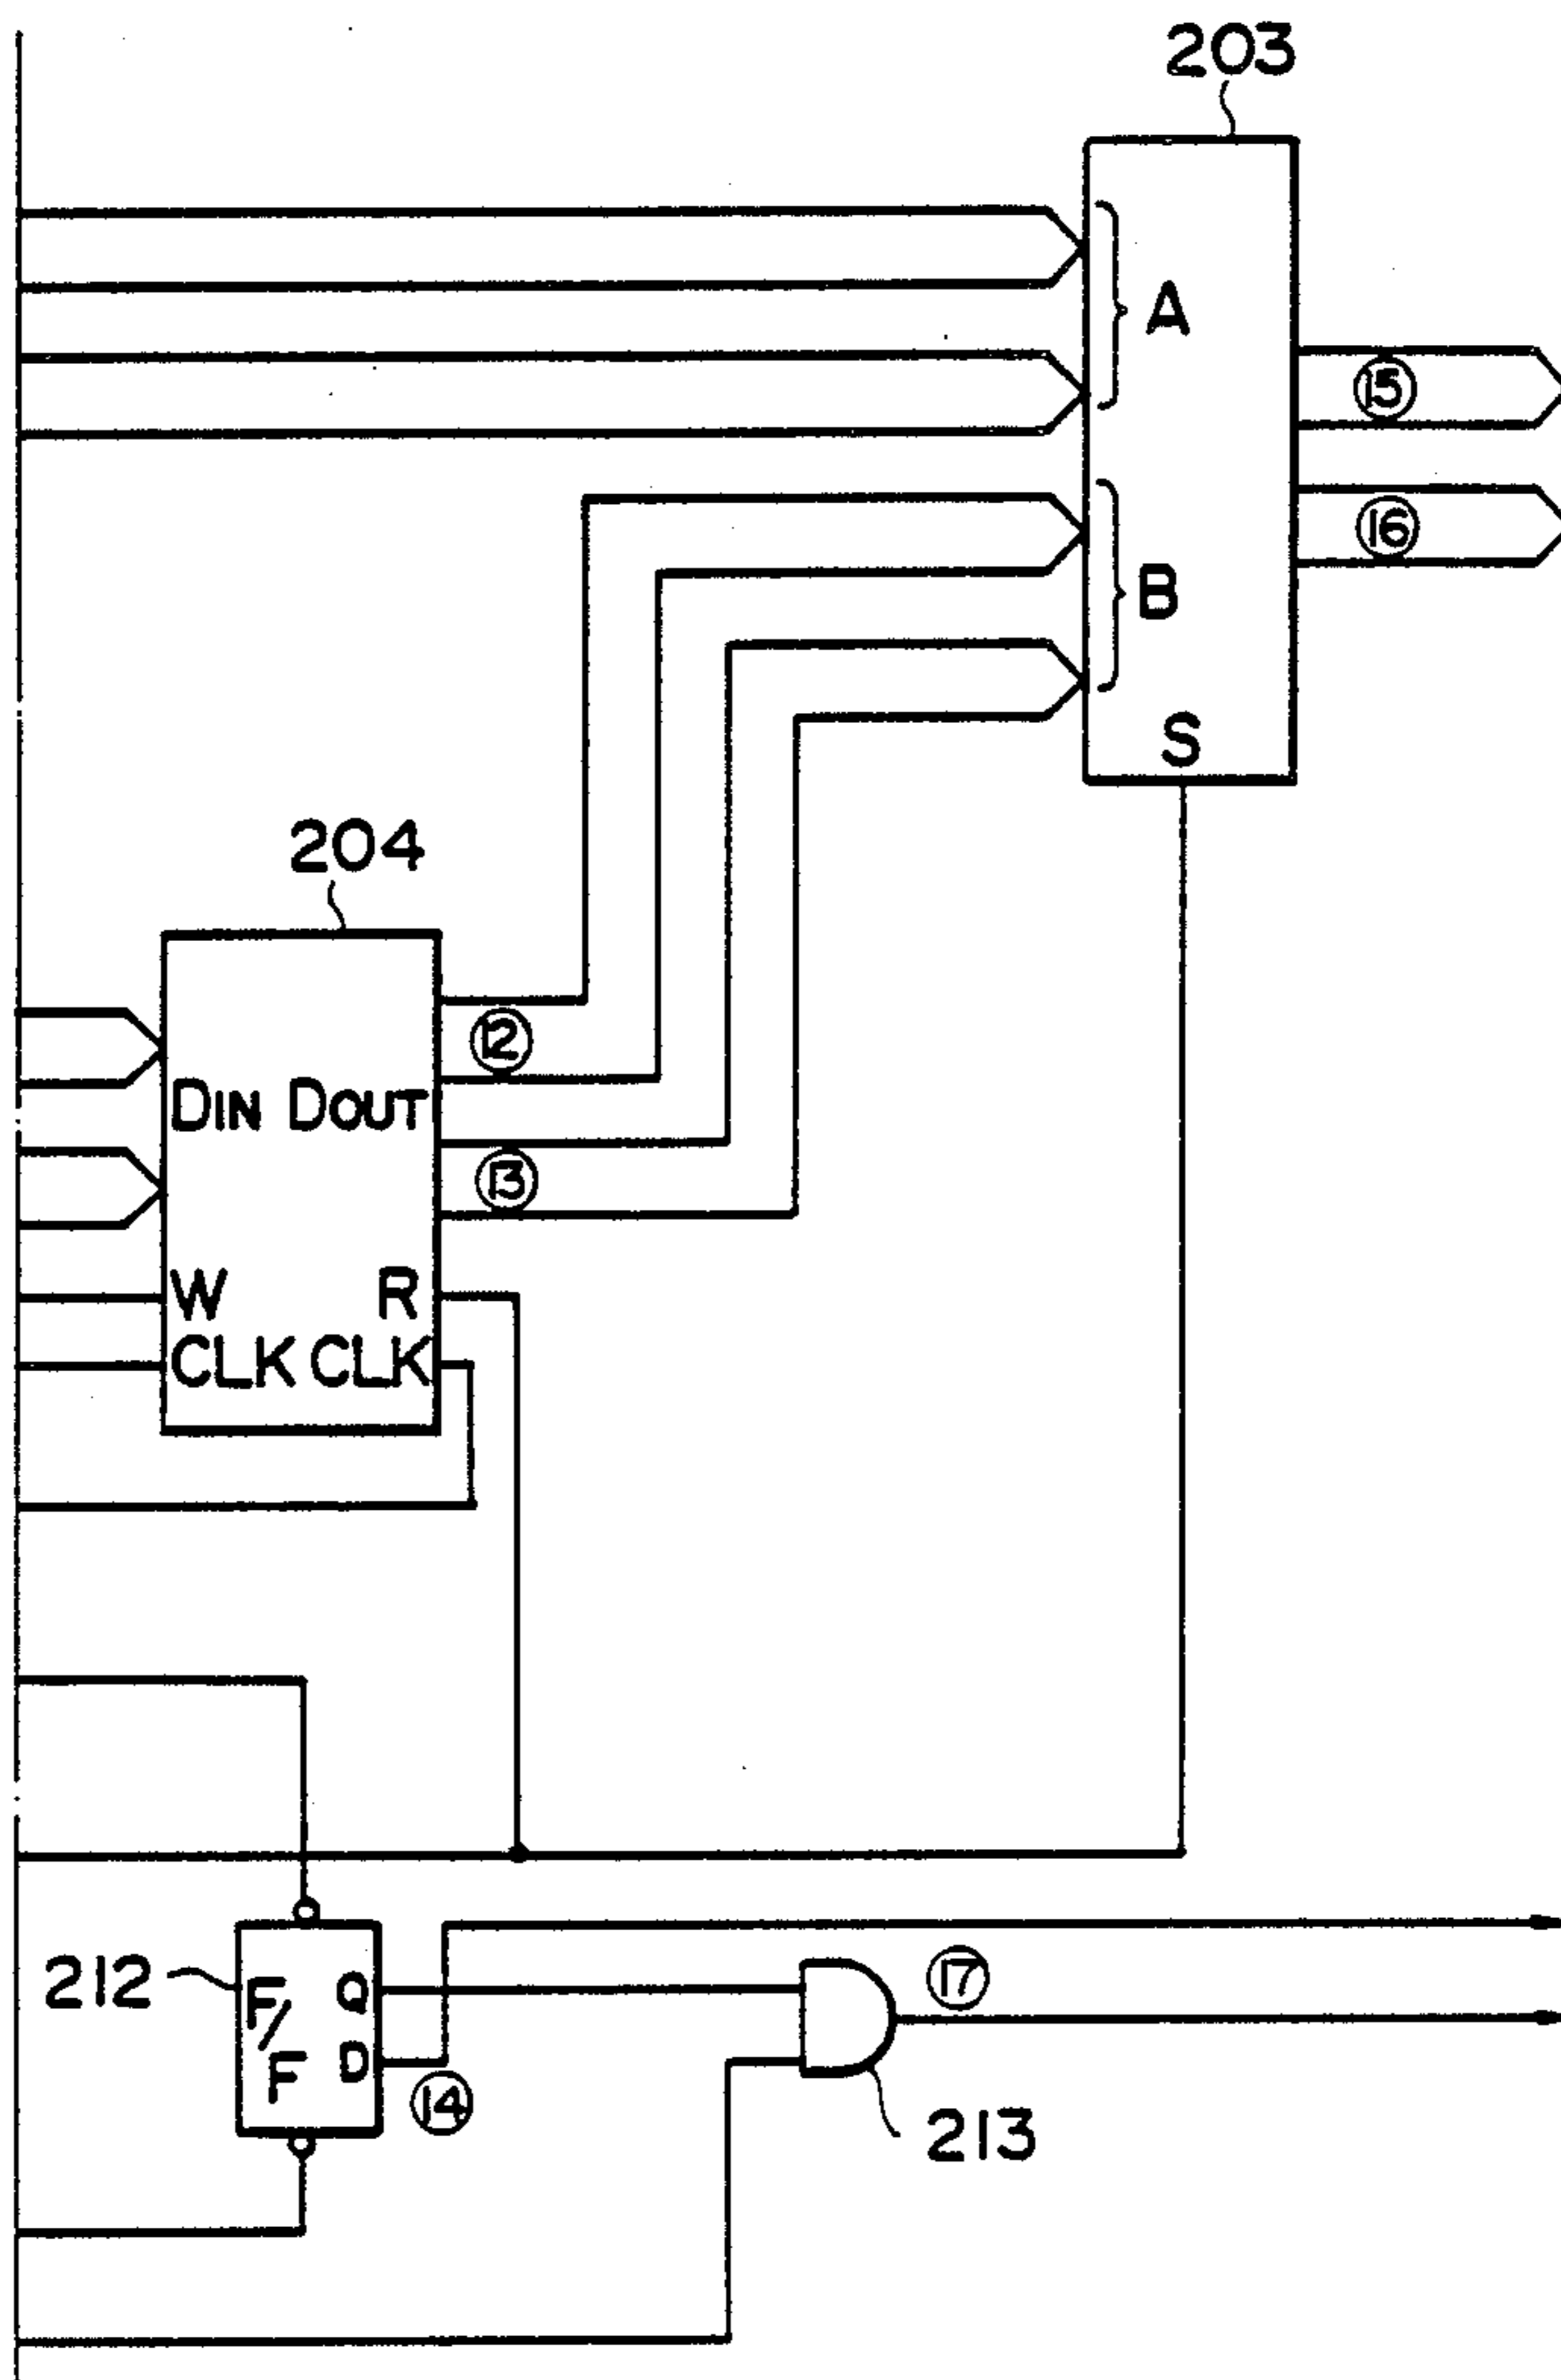 203
A
15
16
B
S
204
12
DIN DOUT
13
W R
CLK CLK
17
212 F/F Q
D
14
213